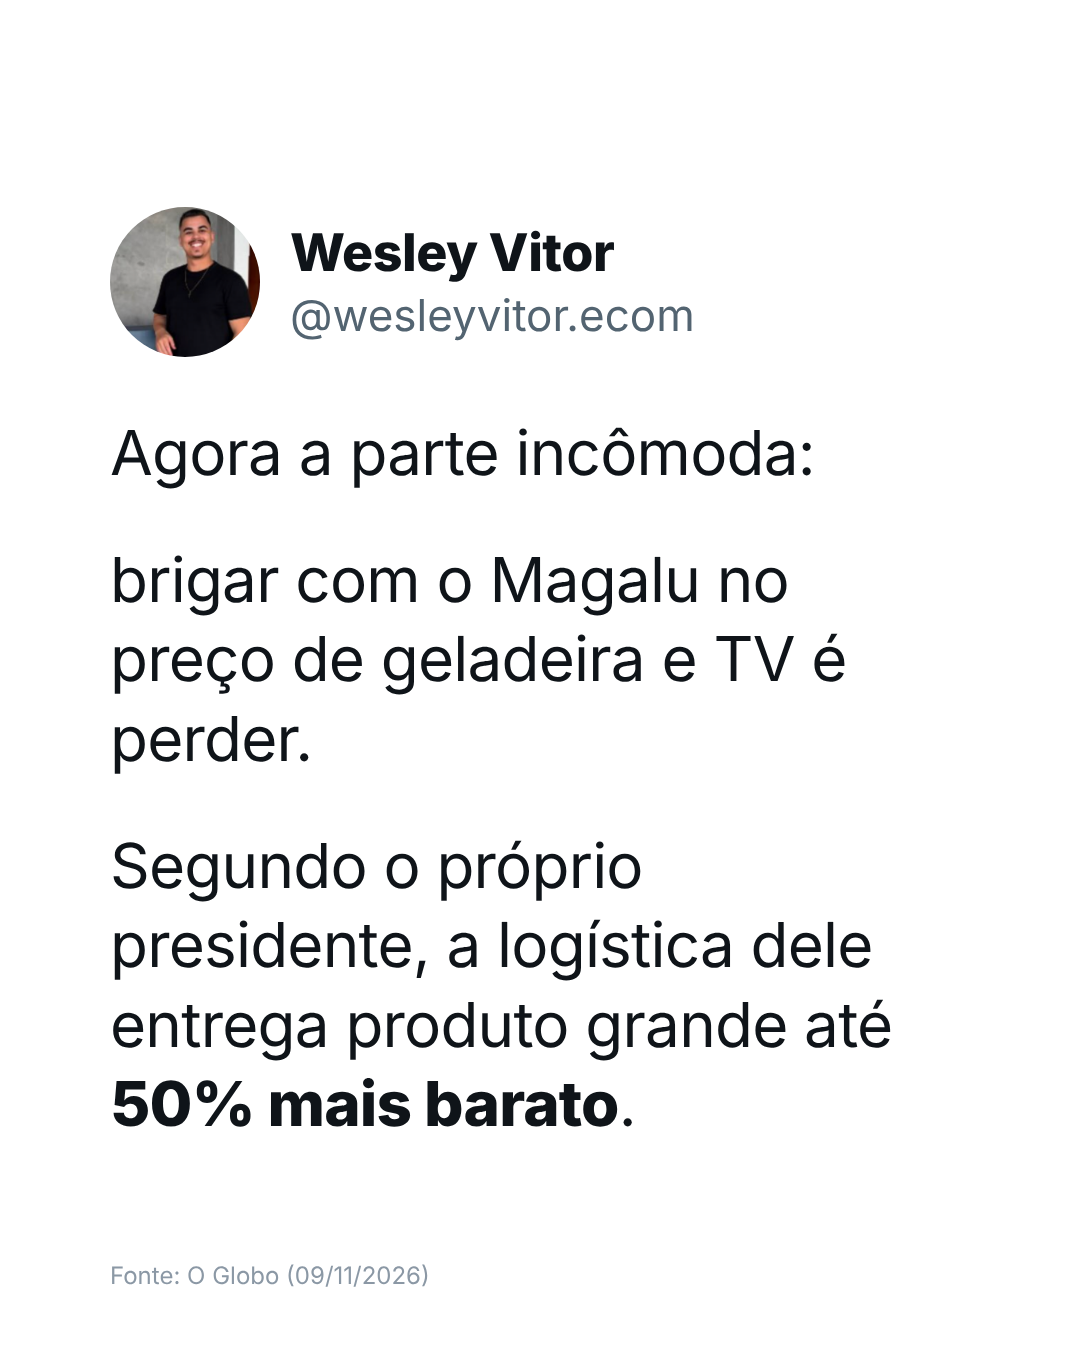 Wesley Vitor
@wesleyvitor.ecom
Agora a parte incômoda:
brigar com o Magalu no
preço de geladeira e TV é
perder.
Segundo o próprio
presidente, a logística dele
entrega produto grande até
50% mais barato.
Fonte: O Globo (09/11/2026)